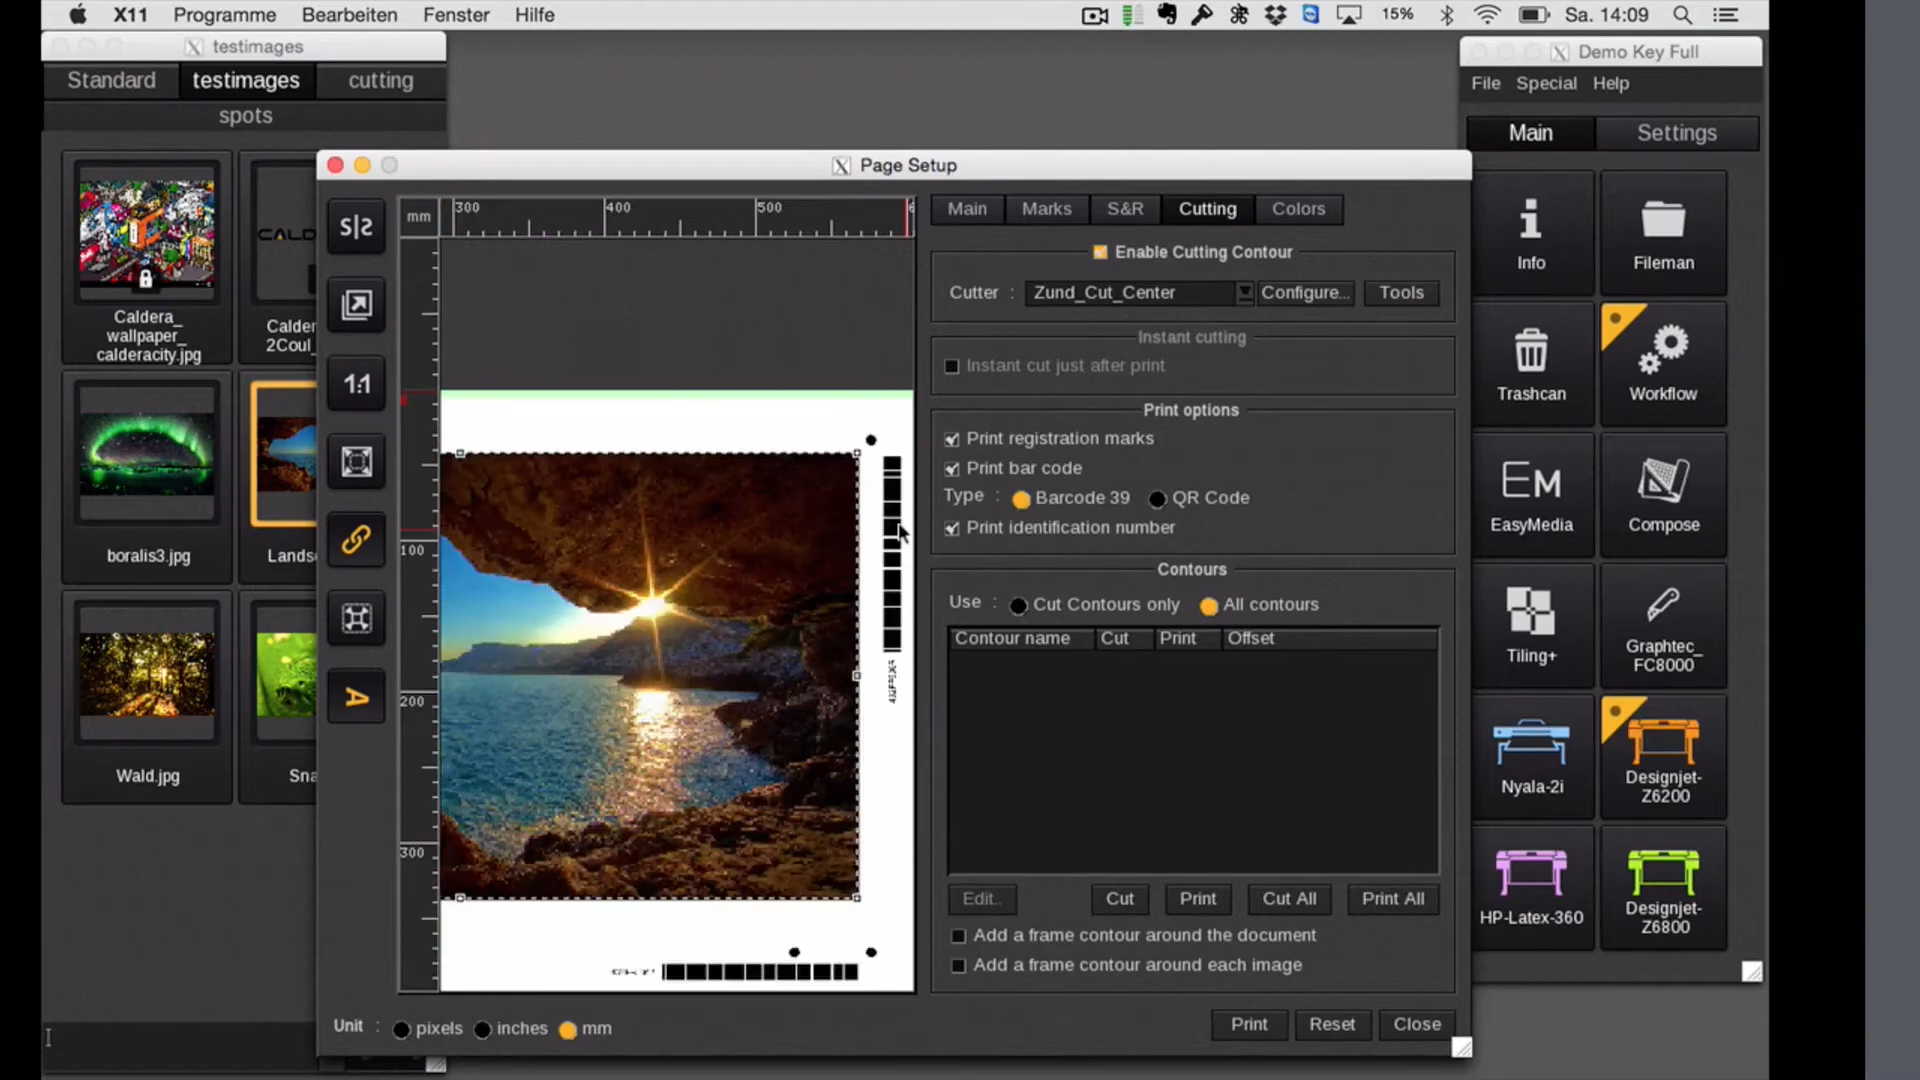 X11 Programme Bearbeiten Fenster Hilfe
15% Sa. 14:09
testimages
Standard testimages cutting
spots
Caldera_
wallpaper_
calderacity.jpg
Calder
2Coul_
boralis3.jpg
Landsc
Wald.jpg
Sna
Page Setup
mm
300 400 500
S|S
1:1
A
100
200
300
Main Marks S&R Cutting Colors
Enable Cutting Contour
Cutter : Zund_Cut_Center Configure... Tools
Instant cutting
Instant cut just after print
Print options
Print registration marks
Print bar code
Type : Barcode 39 QR Code
Print identification number
Contours
Use : Cut Contours only All contours
Contour name Cut Print Offset
Edit.. Cut Print Cut All Print All
Add a frame contour around the document
Add a frame contour around each image
Unit : pixels inches mm
Print Reset Close
Demo Key Full
File Special Help
Main Settings
Info Fileman
Trashcan Workflow
EM
EasyMedia Compose
Tiling+
Graphtec_
FC8000
Nyala-2i
Designjet-
Z6200
HP-Latex-360
Designjet-
Z6800